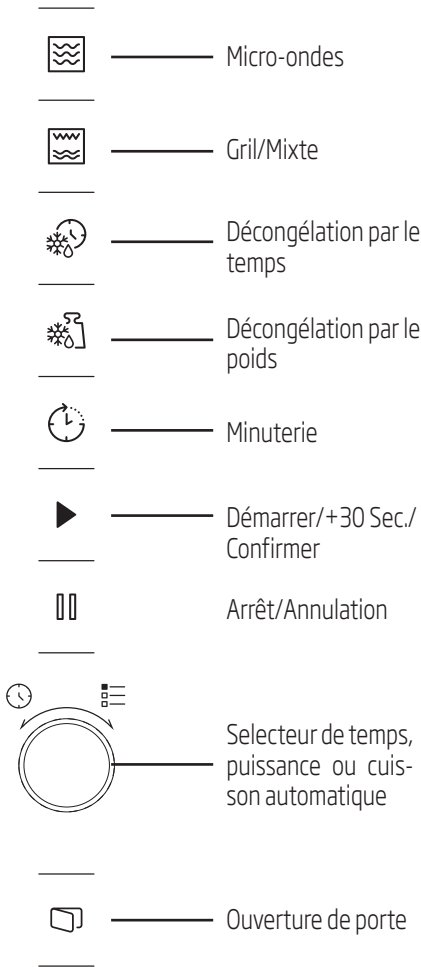 Micro-ondes
Gril/Mixte
Décongélation par le
temps
Décongélation par le
poids
Minuterie
Démarrer/+30 Sec./
Confirmer
Arrêt/Annulation
Selecteur de temps,
puissance ou cuis-
son automatique
Ouverture de porte